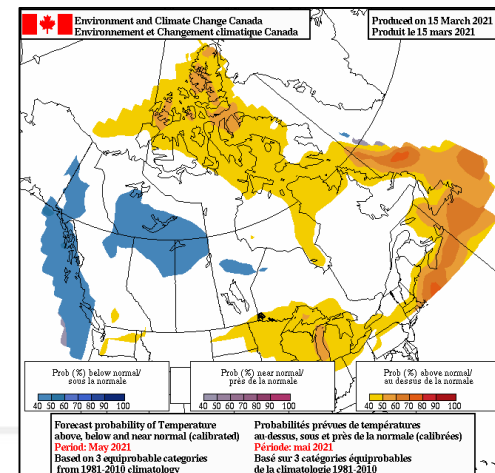 Environment and Climate Change Canada
Environnement et Changement climatique Canada
Produced on 15 March 2021
Produit le 15 mars 2021
Prob (%) below normal/
sous la normale
40 50 60 70 80 90 100
Prob (%) near normal/
près de la normale
40 50 60 70 80 90 100
Prob (%) above normal/
au dessus de la normale
40 50 60 70 80 90 100
Forecast probability of Temperature
above, below and near normal (calibrated)
Period: May 2021
Based on 3 equiprobable categories
from 1981-2010 climatology
Probabilités prévues de températures
au-dessus, sous et près de la normale (calibrées)
Période: mai 2021
Basé sur 3 catégories équiprobables
de la climatologie 1981-2010